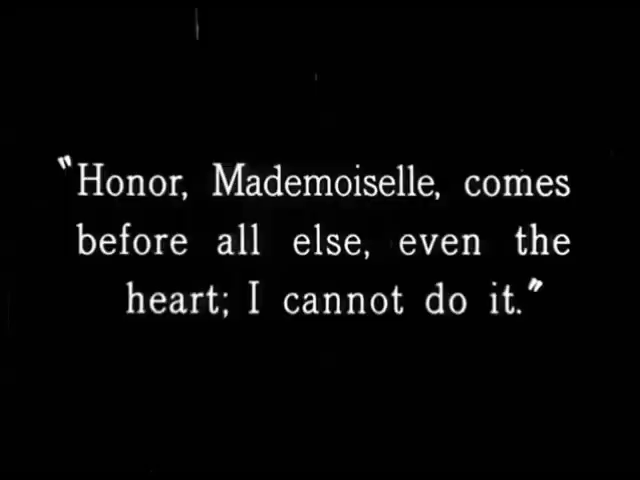 "Honor, Mademoiselle, comes
before all else, even the
heart; I cannot do it."